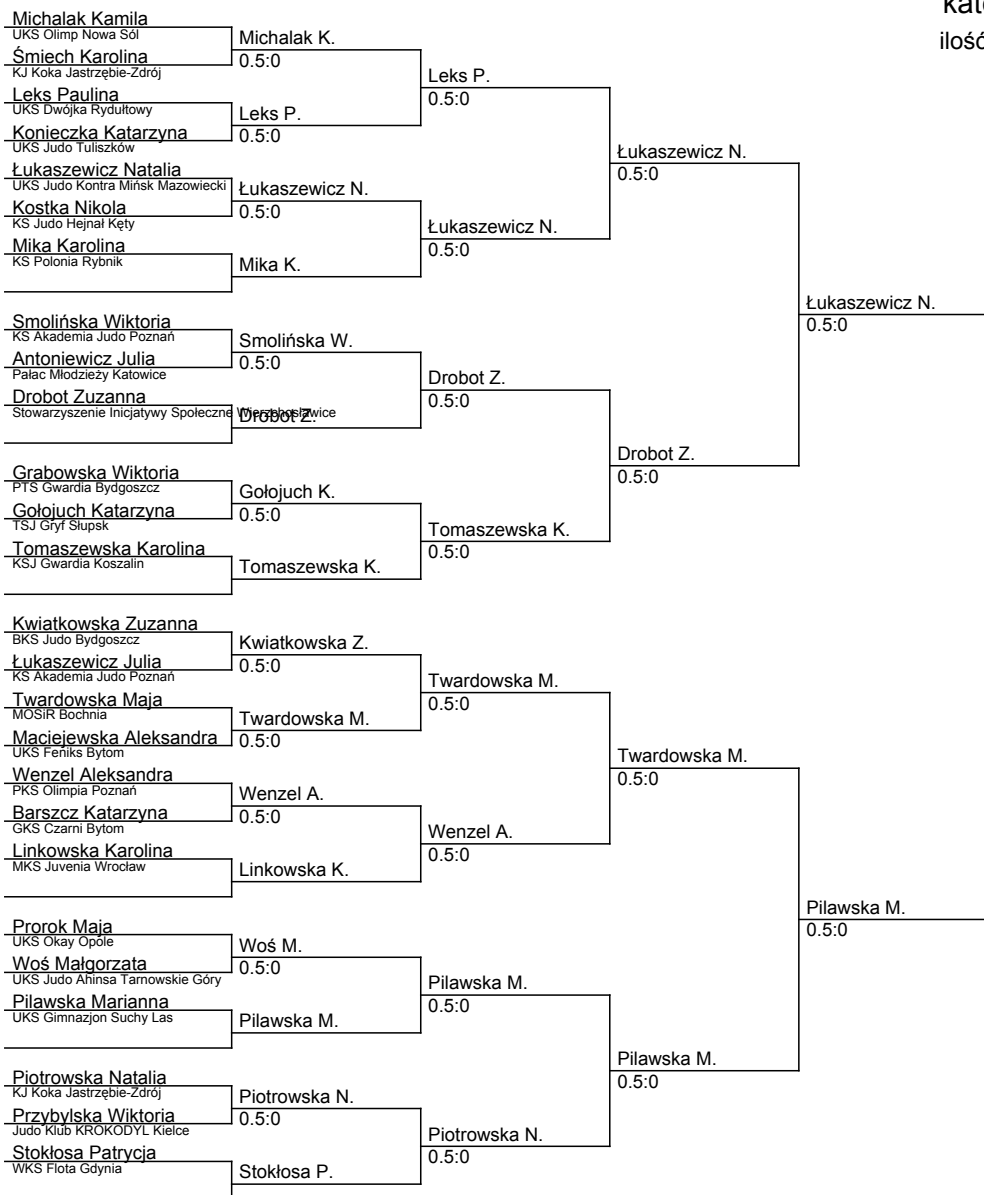 kate
ilość
Michalak Kamila
UKS Olimp Nowa Sól
Śmiech Karolina
KJ Koka Jastrzębie-Zdrój
Leks Paulina
UKS Dwójka Rydułtowy
Konieczka Katarzyna
UKS Judo Tuliszków
Łukaszewicz Natalia
UKS Judo Kontra Mińsk Mazowiecki
Kostka Nikola
KS Judo Hejnał Kęty
Mika Karolina
KS Polonia Rybnik
Smolińska Wiktoria
KS Akademia Judo Poznań
Antoniewicz Julia
Pałac Młodzieży Katowice
Drobot Zuzanna
Stowarzyszenie Inicjatywy Społeczne Wierzchosławice
Grabowska Wiktoria
PTS Gwardia Bydgoszcz
Gołojuch Katarzyna
TSJ Gryf Słupsk
Tomaszewska Karolina
KSJ Gwardia Koszalin
Kwiatkowska Zuzanna
BKS Judo Bydgoszcz
Łukaszewicz Julia
KS Akademia Judo Poznań
Twardowska Maja
MOSiR Bochnia
Maciejewska Aleksandra
UKS Feniks Bytom
Wenzel Aleksandra
PKS Olimpia Poznań
Barszcz Katarzyna
GKS Czarni Bytom
Linkowska Karolina
MKS Juvenia Wrocław
Prorok Maja
UKS Okay Opole
Woś Małgorzata
UKS Judo Ahinsa Tarnowskie Góry
Pilawska Marianna
UKS Gimnazjon Suchy Las
Piotrowska Natalia
KJ Koka Jastrzębie-Zdrój
Przybylska Wiktoria
Judo Klub KROKODYL Kielce
Stokłosa Patrycja
WKS Flota Gdynia
Michalak K.
0.5:0
Leks P.
0.5:0
Łukaszewicz N.
0.5:0
Mika K.
Smolińska W.
0.5:0
Drobot Z.
Gołojuch K.
0.5:0
Tomaszewska K.
Kwiatkowska Z.
0.5:0
Twardowska M.
0.5:0
Wenzel A.
0.5:0
Linkowska K.
Woś M.
0.5:0
Pilawska M.
Piotrowska N.
0.5:0
Stokłosa P.
Leks P.
0.5:0
Łukaszewicz N.
0.5:0
Drobot Z.
0.5:0
Tomaszewska K.
0.5:0
Twardowska M.
0.5:0
Wenzel A.
0.5:0
Pilawska M.
0.5:0
Piotrowska N.
0.5:0
Łukaszewicz N.
0.5:0
Drobot Z.
0.5:0
Twardowska M.
0.5:0
Pilawska M.
0.5:0
Łukaszewicz N.
0.5:0
Pilawska M.
0.5:0